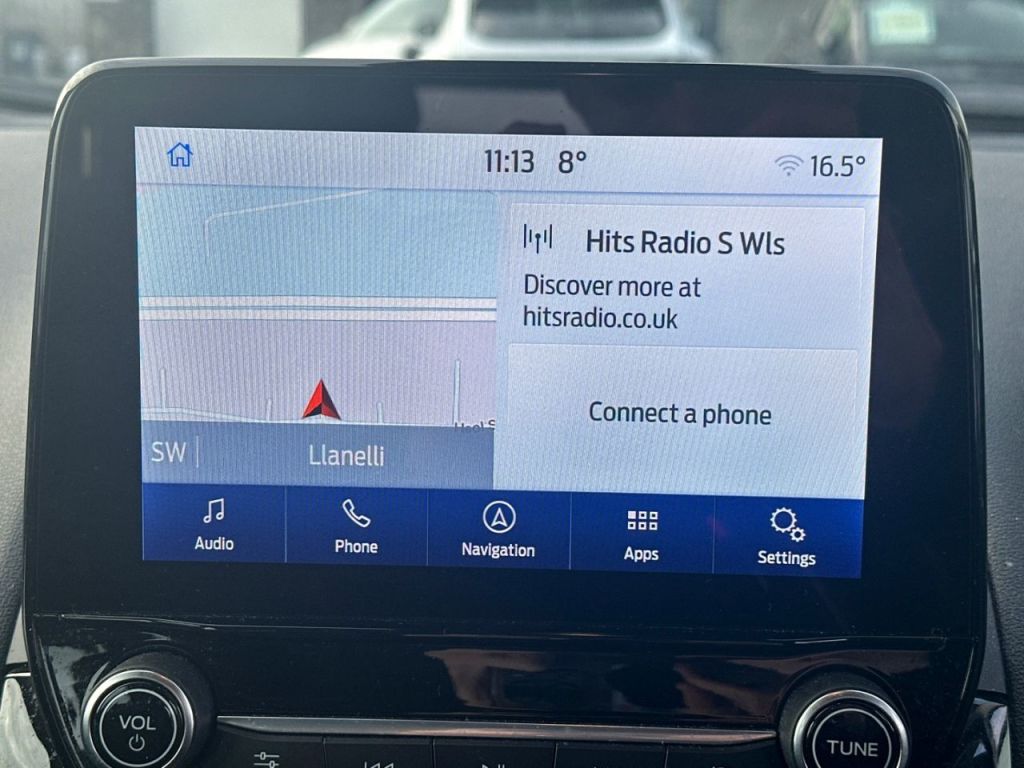 11:13 8° 16.5°
Hits Radio S Wls
Discover more at
hitsradio.co.uk
Connect a phone
SW
Llanelli
Audio
Phone
Navigation
Apps
Settings
VOL
TUNE